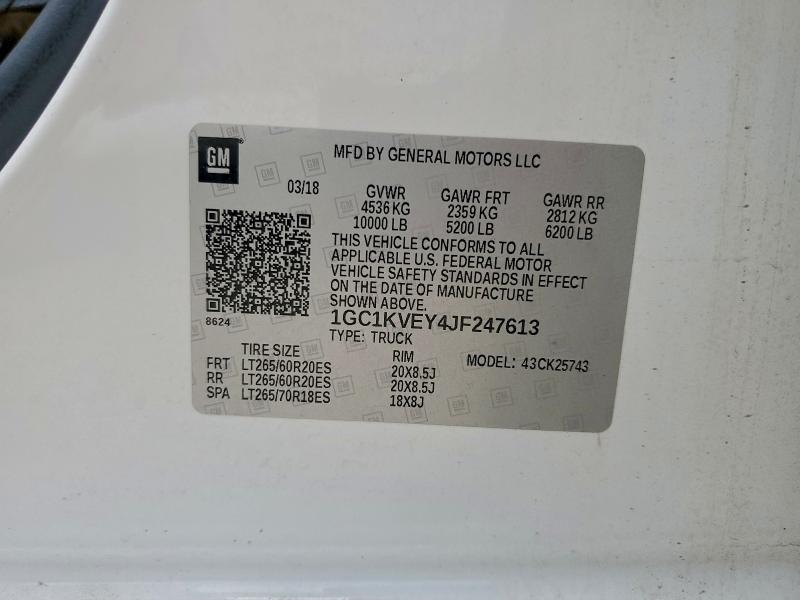 GM
MFD BY GENERAL MOTORS LLC
03/18 GVWR GAWR FRT GAWR RR
4536 KG 2359 KG 2812 KG
10000 LB 5200 LB 6200 LB
THIS VEHICLE CONFORMS TO ALL
APPLICABLE U.S. FEDERAL MOTOR
VEHICLE SAFETY STANDARDS IN EFFECT
ON THE DATE OF MANUFACTURE
SHOWN ABOVE.
8624
1GC1KVEY4JF247613
TYPE: TRUCK
TIRE SIZE RIM MODEL: 43CK25743
FRT LT265/60R20ES 20X8.5J
RR LT265/60R20ES 20X8.5J
SPA LT265/70R18ES 18X8J